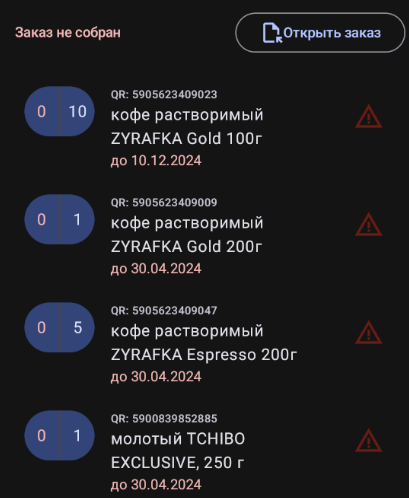 Заказ не собран
Открыть заказ
QR: 5905623409023
0 10
кофе растворимый
ZYRAFKA Gold 100г
до 10.12.2024
QR: 5905623409009
0 1
кофе растворимый
ZYRAFKA Gold 200г
до 30.04.2024
QR: 5905623409047
0 5
кофе растворимый
ZYRAFKA Espresso 200г
до 30.04.2024
QR: 5900839852885
0 1
молотый TCHIBO
EXCLUSIVE, 250 г
до 30.04.2024